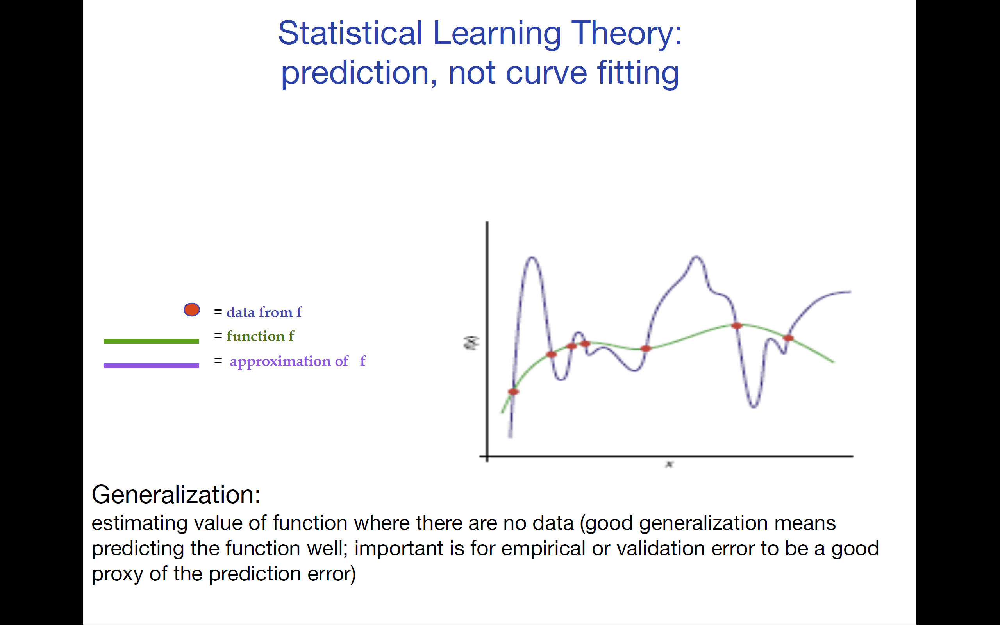 Statistical Learning Theory:
prediction, not curve fitting
= data from f
= function f
= approximation of f
x
Generalization:
estimating value of function where there are no data (good generalization means
predicting the function well; important is for empirical or validation error to be a good
proxy of the prediction error)